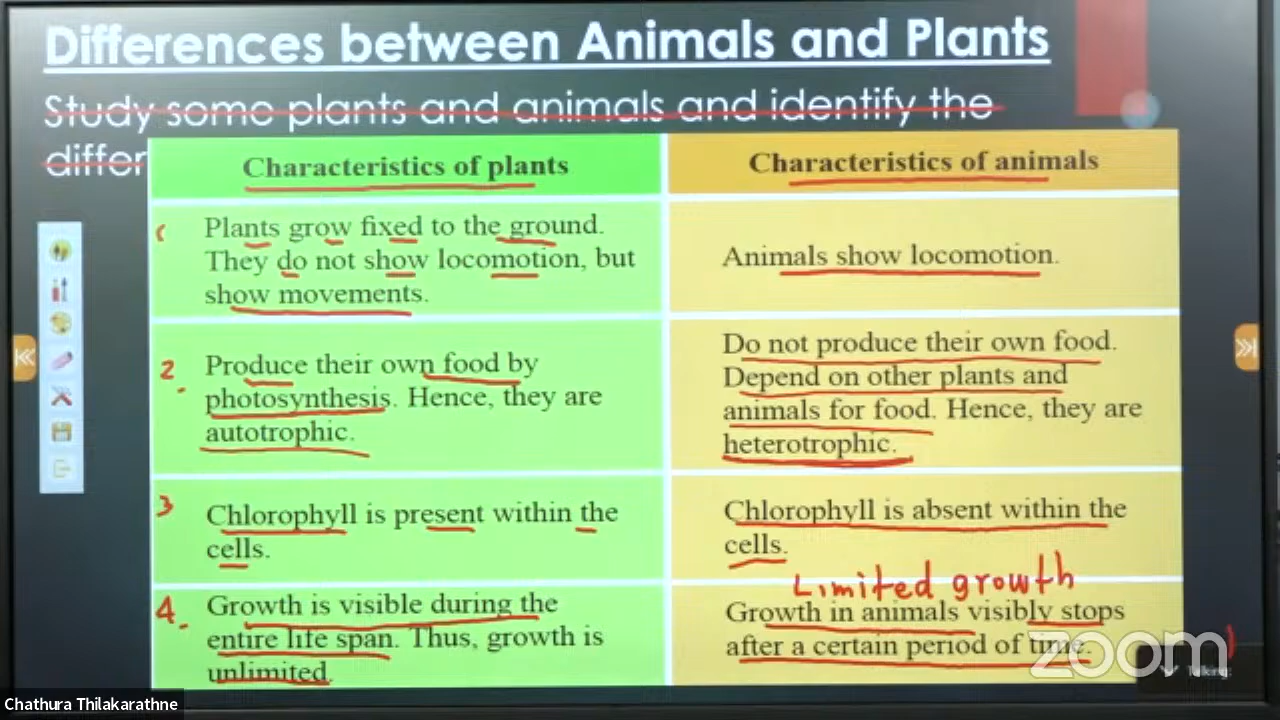 Differences between Animals and Plants
Study some plants and animals and identify the
differ
Characteristics of plants
Characteristics of animals
1
Plants grow fixed to the ground.
They do not show locomotion, but
show movements.
Animals show locomotion.
2.
Produce their own food by
photosynthesis. Hence, they are
autotrophic.
Do not produce their own food.
Depend on other plants and
animals for food. Hence, they are
heterotrophic.
3
Chlorophyll is present within the
cells.
Chlorophyll is absent within the
cells.
4.
Growth is visible during the
entire life span. Thus, growth is
unlimited.
Limited growth
Growth in animals visibly stops
after a certain period of time.
zoom
Talking:
Chathura Thilakarathne